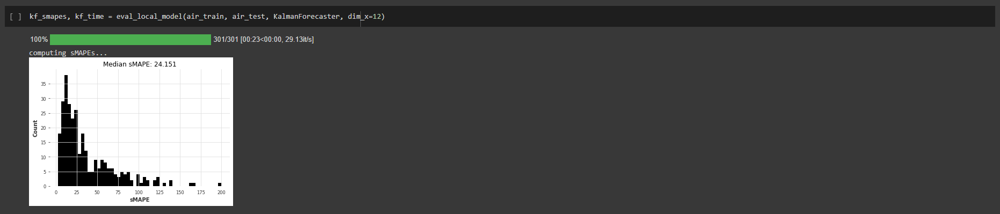 [ ] kf_smapes, kf_time = eval_local_model(air_train, air_test, KalmanForecaster, dim_x=12)
100% 301/301 [00:23<00:00, 29.13it/s]
computing sMAPEs...
Median sMAPE: 24.151
35
30
25
20
15
10
5
0
Count
0 25 50 75 100 125 150 175 200
sMAPE